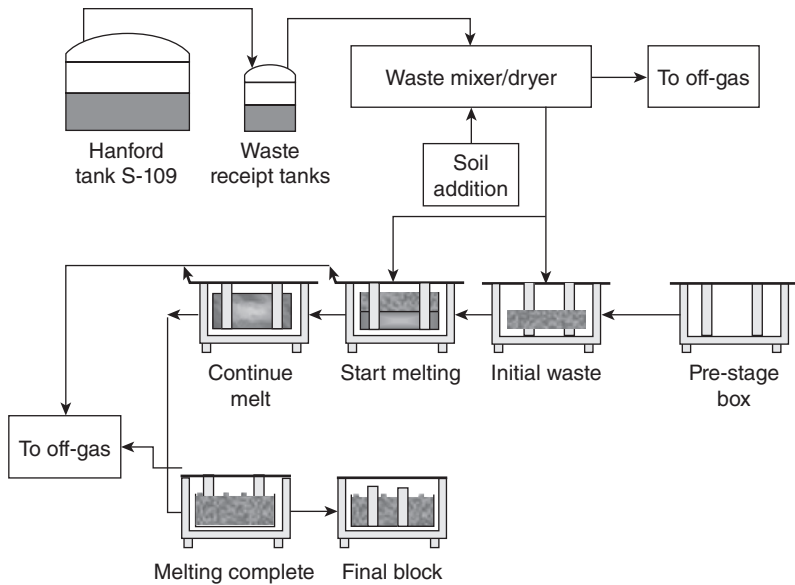 Waste mixer/dryer
To off-gas
Hanford
tank S-109
Waste
receipt tanks
Soil
addition
Continue
melt
Start melting
Initial waste
Pre-stage
box
To off-gas
Melting complete
Final block